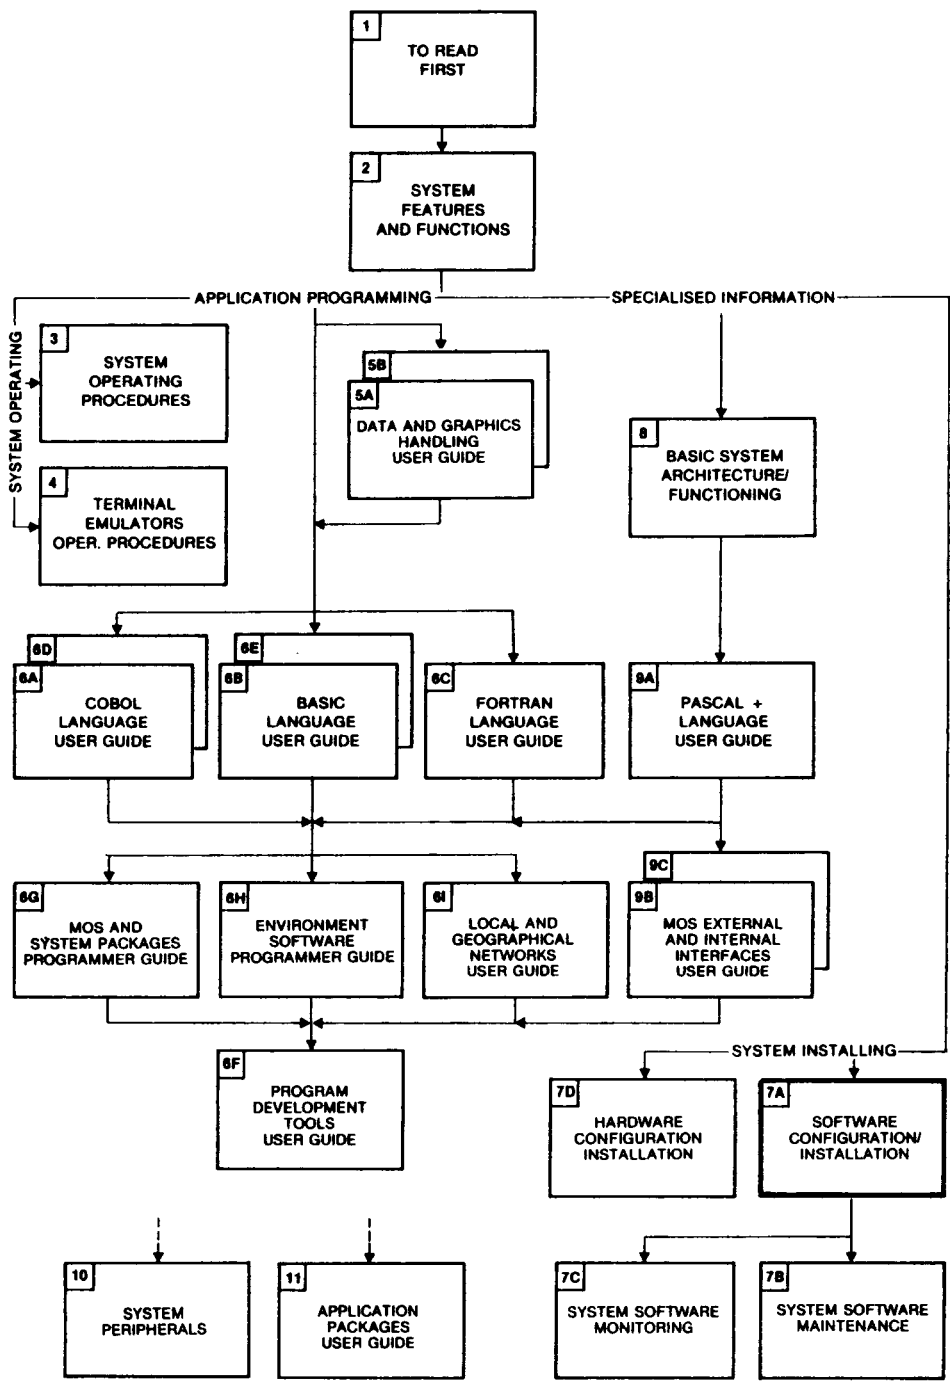 1
TO READ
FIRST
2
SYSTEM
FEATURES
AND FUNCTIONS
APPLICATION PROGRAMMING
SPECIALISED INFORMATION
SYSTEM OPERATING
3
SYSTEM
OPERATING
PROCEDURES
4
TERMINAL
EMULATORS
OPER. PROCEDURES
5B
5A
DATA AND GRAPHICS
HANDLING
USER GUIDE
8
BASIC SYSTEM
ARCHITECTURE/
FUNCTIONING
6D
6A
COBOL
LANGUAGE
USER GUIDE
6E
6B
BASIC
LANGUAGE
USER GUIDE
6C
FORTRAN
LANGUAGE
USER GUIDE
9A
PASCAL +
LANGUAGE
USER GUIDE
6G
MOS AND
SYSTEM PACKAGES
PROGRAMMER GUIDE
6H
ENVIRONMENT
SOFTWARE
PROGRAMMER GUIDE
6I
LOCAL AND
GEOGRAPHICAL
NETWORKS
USER GUIDE
9C
9B
MOS EXTERNAL
AND INTERNAL
INTERFACES
USER GUIDE
6F
PROGRAM
DEVELOPMENT
TOOLS
USER GUIDE
SYSTEM INSTALLING
7D
HARDWARE
CONFIGURATION
INSTALLATION
7A
SOFTWARE
CONFIGURATION/
INSTALLATION
10
SYSTEM
PERIPHERALS
11
APPLICATION
PACKAGES
USER GUIDE
7C
SYSTEM SOFTWARE
MONITORING
7B
SYSTEM SOFTWARE
MAINTENANCE